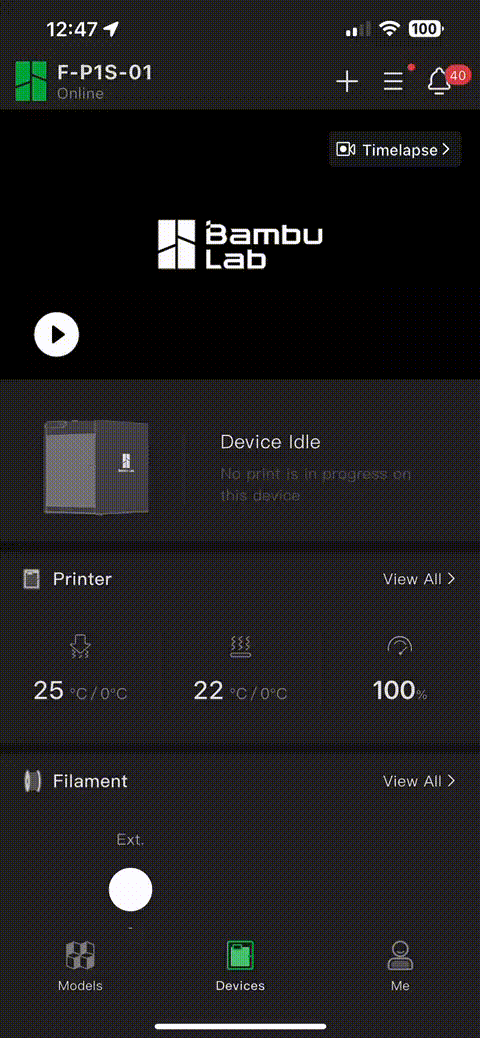 12:47
100
F-P1S-01
Online
40
Timelapse
Bambu
Lab
Device Idle
No print is in progress on
this device
Printer
View All
25 °C / 0°C
22 °C / 0°C
100%
Filament
View All
Ext.
-
Models
Devices
Me